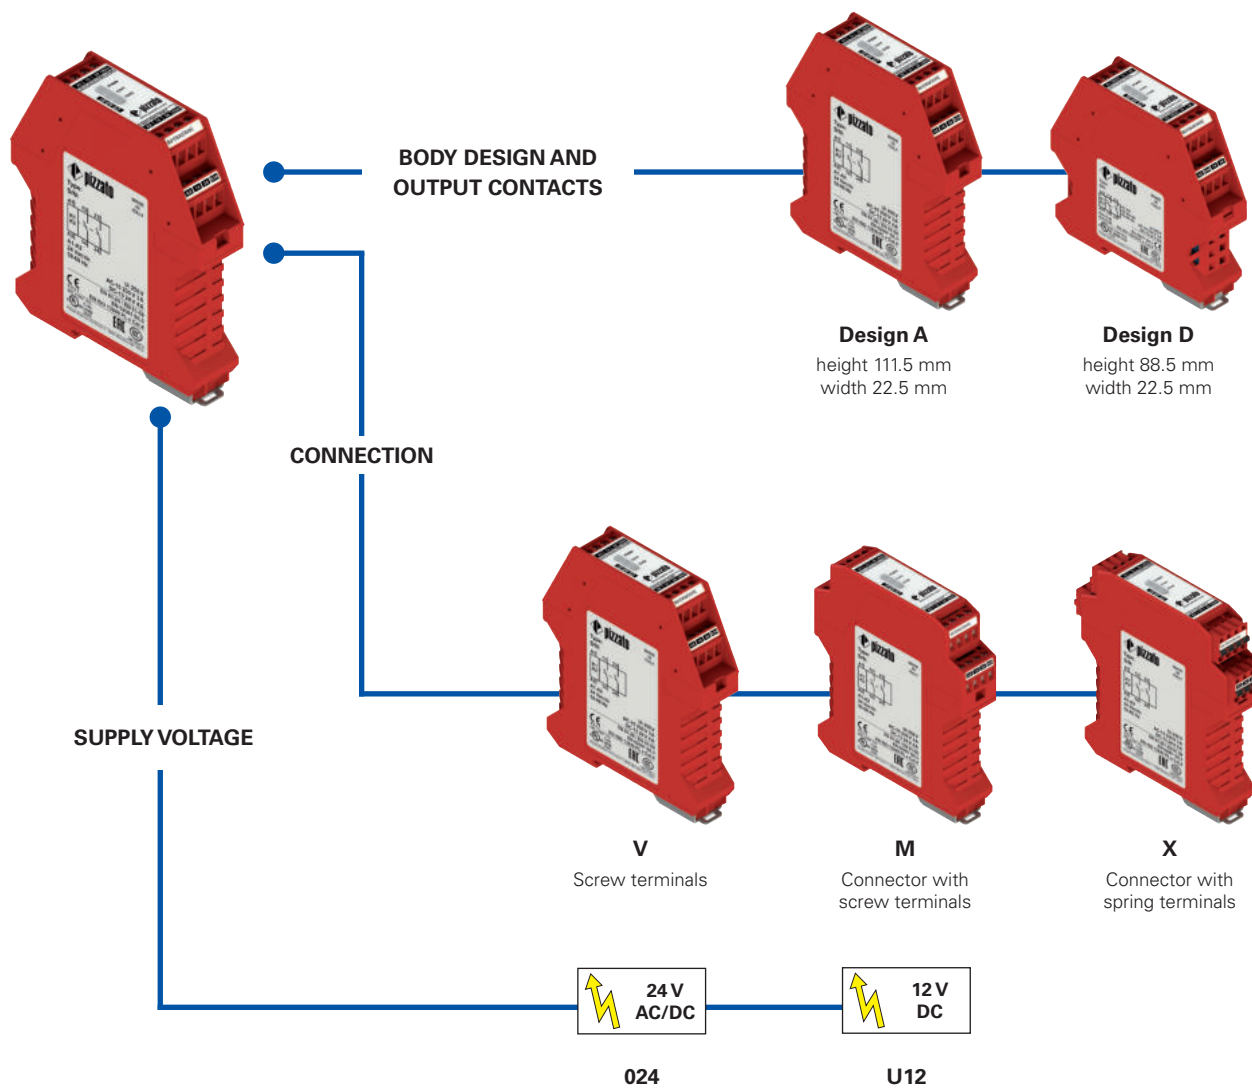 BODY DESIGN AND
OUTPUT CONTACTS
pizzato
Design A
height 111.5 mm
width 22.5 mm
Design D
height 88.5 mm
width 22.5 mm
CONNECTION
V
Screw terminals
M
Connector with
screw terminals
X
Connector with
spring terminals
SUPPLY VOLTAGE
24 V
AC/DC
12 V
DC
024
U12